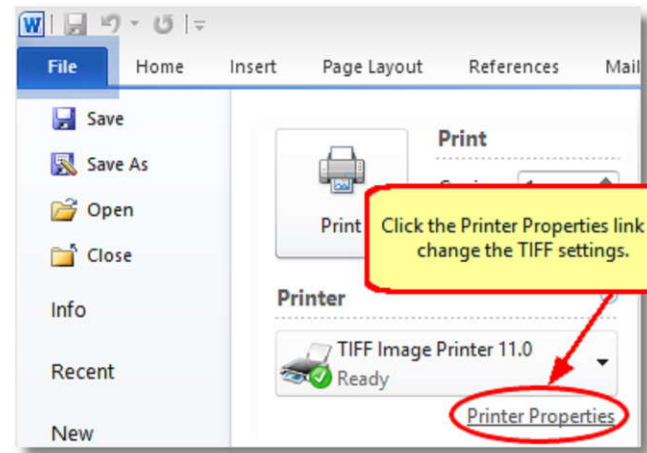 W
File Home Insert Page Layout References Mail
Save
Save As
Open
Close
Info
Recent
New
Print
Print
Click the Printer Properties link
change the TIFF settings.
Printer
TIFF Image Printer 11.0
Ready
Printer Properties